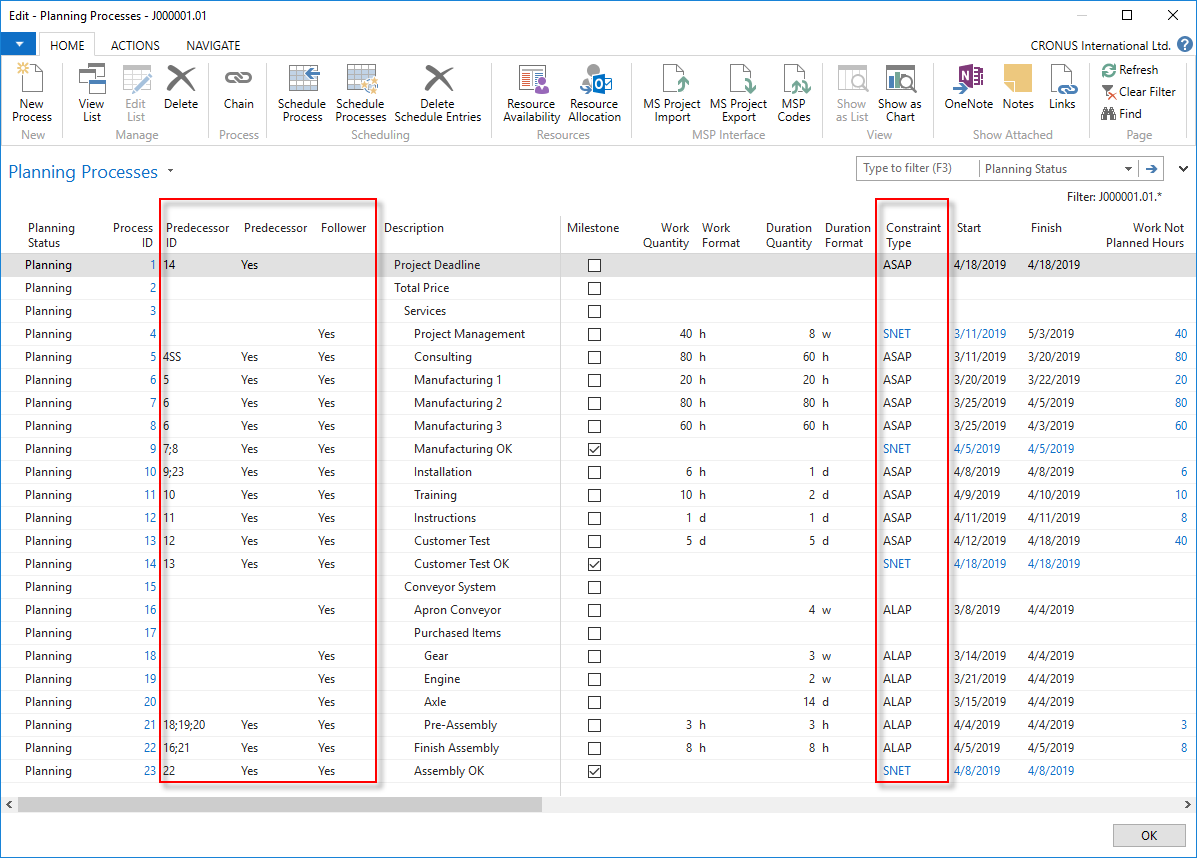 Edit - Planning Processes - J000001.01
HOME ACTIONS NAVIGATE CRONUS International Ltd. ?
New Process View List Edit List Delete Chain Schedule Process Schedule Processes Delete Schedule Entries Resource Availability Resource Allocation MS Project Import MS Project Export MSP Codes Show as List Show as Chart OneNote Notes Links Refresh Clear Filter Find
New Manage Process Scheduling Resources MSP Interface View Show Attached Page
Planning Processes Type to filter (F3) Planning Status
Filter: J000001.01.*
Planning Status Process ID Predecessor ID Predecessor Follower Description Milestone Work Quantity Work Format Duration Quantity Duration Format Constraint Type Start Finish Work Not Planned Hours
Planning 1 14 Yes Project Deadline ASAP 4/18/2019 4/18/2019
Planning 2 Total Price
Planning 3 Services
Planning 4 Yes Project Management 40 h 8 w SNET 3/11/2019 5/3/2019 40
Planning 5 4SS Yes Yes Consulting 80 h 60 h ASAP 3/11/2019 3/20/2019 80
Planning 6 5 Yes Yes Manufacturing 1 20 h 20 h ASAP 3/20/2019 3/22/2019 20
Planning 7 6 Yes Yes Manufacturing 2 80 h 80 h ASAP 3/25/2019 4/5/2019 80
Planning 8 6 Yes Yes Manufacturing 3 60 h 60 h ASAP 3/25/2019 4/3/2019 60
Planning 9 7;8 Yes Yes Manufacturing OK SNET 4/5/2019 4/5/2019
Planning 10 9;23 Yes Yes Installation 6 h 1 d ASAP 4/8/2019 4/8/2019 6
Planning 11 10 Yes Yes Training 10 h 2 d ASAP 4/9/2019 4/10/2019 10
Planning 12 11 Yes Yes Instructions 1 d 1 d ASAP 4/11/2019 4/11/2019 8
Planning 13 12 Yes Yes Customer Test 5 d 5 d ASAP 4/12/2019 4/18/2019 40
Planning 14 13 Yes Yes Customer Test OK SNET 4/18/2019 4/18/2019
Planning 15 Conveyor System
Planning 16 Yes Apron Conveyor 4 w ALAP 3/8/2019 4/4/2019
Planning 17 Purchased Items
Planning 18 Yes Gear 3 w ALAP 3/14/2019 4/4/2019
Planning 19 Yes Engine 2 w ALAP 3/21/2019 4/4/2019
Planning 20 Yes Axle 14 d ALAP 3/15/2019 4/4/2019
Planning 21 18;19;20 Yes Yes Pre-Assembly 3 h 3 h ALAP 4/4/2019 4/4/2019 3
Planning 22 16;21 Yes Yes Finish Assembly 8 h 8 h ALAP 4/5/2019 4/5/2019 8
Planning 23 22 Yes Yes Assembly OK SNET 4/8/2019 4/8/2019
OK